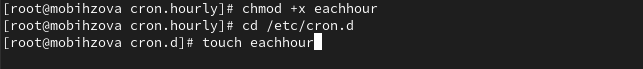 [root@mobihzova cron.hourly]# chmod +x eachhour
[root@mobihzova cron.hourly]# cd /etc/cron.d
[root@mobihzova cron.d]# touch eachhour